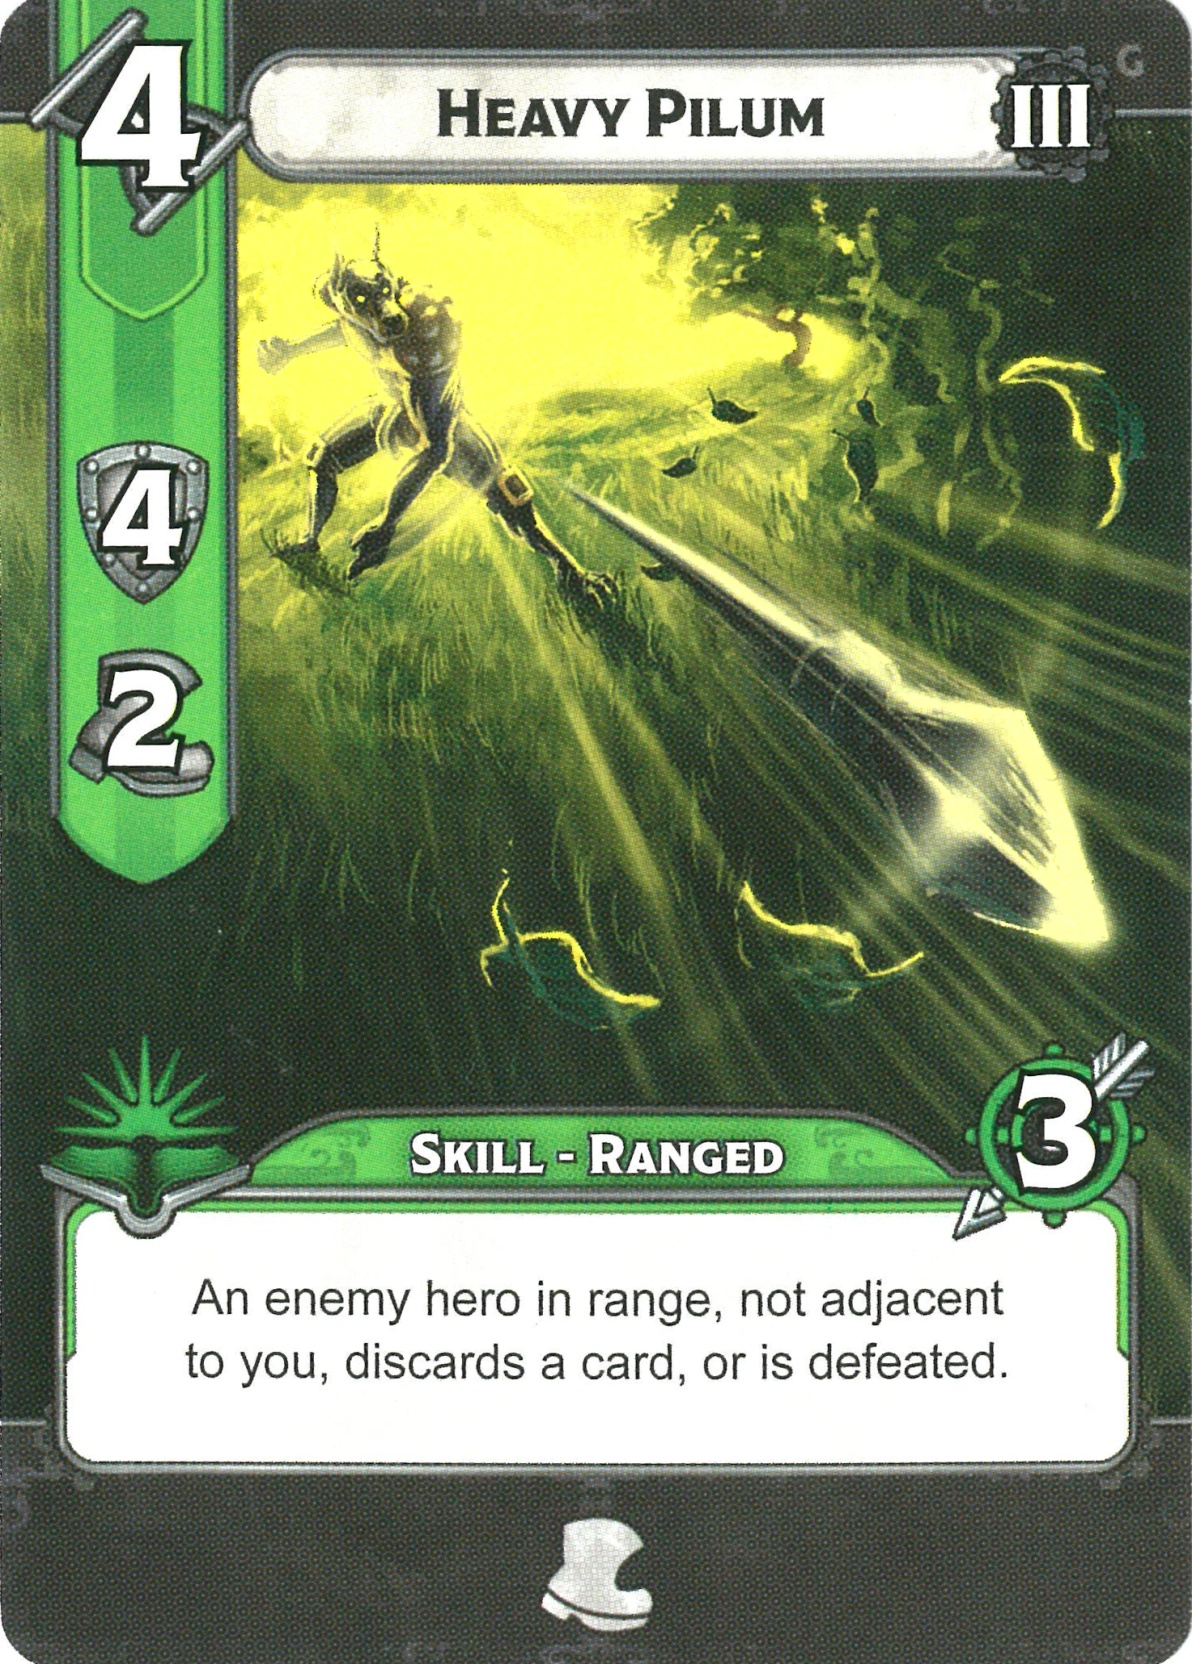 4
HEAVY PILUM
III
G
4
2
SKILL - RANGED
3
An enemy hero in range, not adjacent
to you, discards a card, or is defeated.